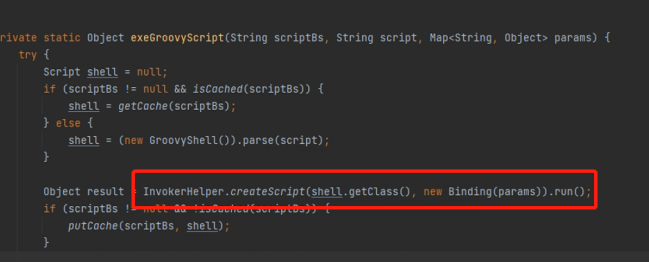 rivate static Object exeGroovyScript(String scriptBs, String script, Map<String, Object> params) {
try {
Script shell = null;
if (scriptBs != null && isCached(scriptBs)) {
shell = getCache(scriptBs);
} else {
shell = (new GroovyShell()).parse(script);
}
Object result = InvokerHelper.createScript(shell.getClass(), new Binding(params)).run();
if (scriptBs != null && !isCached(scriptBs)) {
putCache(scriptBs, shell);
}